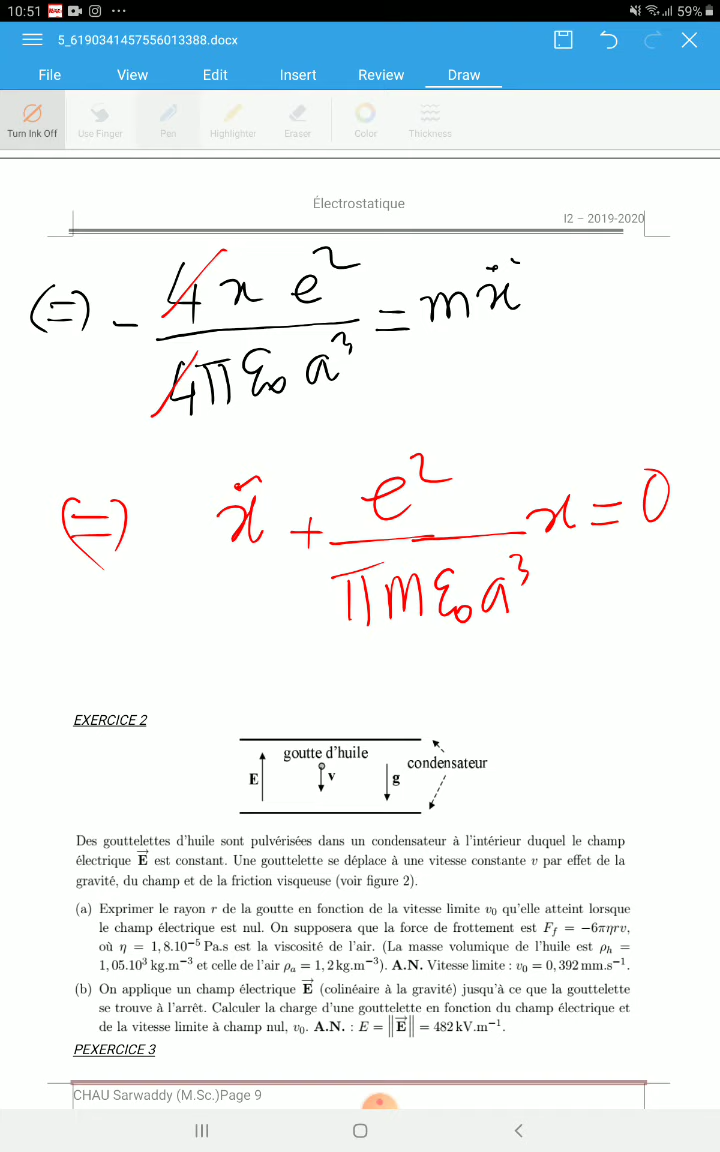 10:51 59%
5_6190341457556013388.docx
File View Edit Insert Review Draw
Turn Ink Off Use Finger Pen Highlighter Eraser Color Thickness
Électrostatique
I2 – 2019-2020
(=) - 4 x e² / 4πε₀a³ = mẍ
(=) ẍ + e² / πmε₀a³ x = 0
EXERCICE 2
goutte d'huile
condensateur
E v g
Des gouttelettes d'huile sont pulvérisées dans un condensateur à l'intérieur duquel le champ
électrique E⃗ est constant. Une gouttelette se déplace à une vitesse constante v par effet de la
gravité, du champ et de la friction visqueuse (voir figure 2).
(a) Exprimer le rayon r de la goutte en fonction de la vitesse limite v₀ qu'elle atteint lorsque
le champ électrique est nul. On supposera que la force de frottement est F_f = −6πηrv,
où η = 1,8.10⁻⁵ Pa.s est la viscosité de l'air. (La masse volumique de l'huile est ρₕ =
1,05.10³ kg.m⁻³ et celle de l'air ρₐ = 1,2 kg.m⁻³). A.N. Vitesse limite : v₀ = 0,392 mm.s⁻¹.
(b) On applique un champ électrique E⃗ (colinéaire à la gravité) jusqu'à ce que la gouttelette
se trouve à l'arrêt. Calculer la charge d'une gouttelette en fonction du champ électrique et
de la vitesse limite à champ nul, v₀. A.N. : E = ‖E⃗‖ = 482 kV.m⁻¹.
PEXERCICE 3
CHAU Sarwaddy (M.Sc.)Page 9